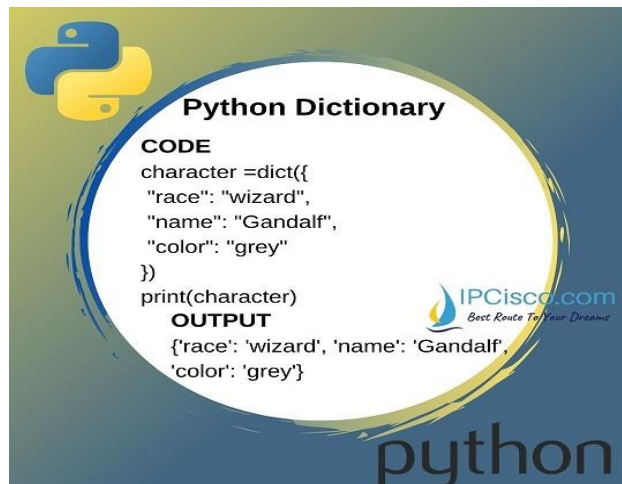 Python Dictionary
CODE
character =dict({
"race": "wizard",
"name": "Gandalf",
"color": "grey"
})
print(character)
IPCisco.com
Best Route To Your Dreams
OUTPUT
{'race': 'wizard', 'name': 'Gandalf',
'color': 'grey'}
python